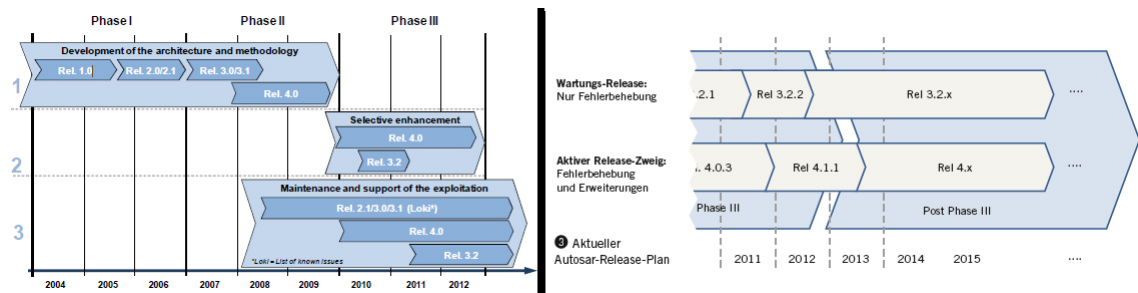 Phase I Phase II Phase III
Development of the architecture and methodology
Rel. 1.0 Rel. 2.0/2.1 Rel. 3.0/3.1
1
Rel. 4.0
Selective enhancement
Rel. 4.0
2
Rel. 3.2
Maintenance and support of the exploitation
Rel. 2.1/3.0/3.1 (Loki*)
3
Rel. 4.0
Rel. 3.2
*Loki = List of known issues
2004 2005 2006 2007 2008 2009 2010 2011 2012
Wartungs-Release:
Nur Fehlerbehebung
.2.1 Rel 3.2.2 Rel 3.2.x ....
Aktiver Release-Zweig:
Fehlerbehebung
und Erweiterungen
. 4.0.3 Rel 4.1.1 Rel 4.x ....
Phase III Post Phase III
3 Aktueller
Autosar-Release-Plan
2011 2012 2013 2014 2015 ....